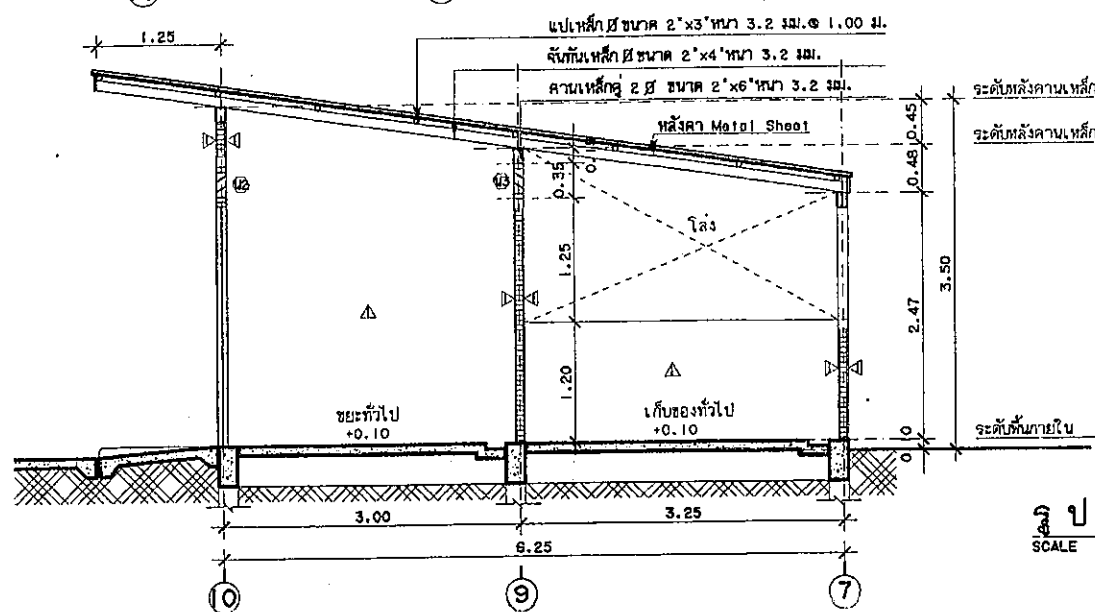 แปเหล็ก Ø ขนาด 2"x3"หนา 3.2 มม.@ 1.00 ม.
1.25
จันทันเหล็ก Ø ขนาด 2"x4"หนา 3.2 มม.
คานเหล็กคู่ 2 Ø ขนาด 2"x6"หนา 3.2 มม.
ระดับหลังคานเหล็ก
หลังคา Metal Sheet
0.45
ระดับหลังคานเหล็ก
0.48
น2
น3
0.35
0.
โล่ง
1.25
3.50
2.47
1
1
1.20
ขยะทั่วไป
+0.10
เก็บของทั่วไป
+0.10
ระดับพื้นภายใน
3.00
3.25
6.25
SCALE
10
9
7